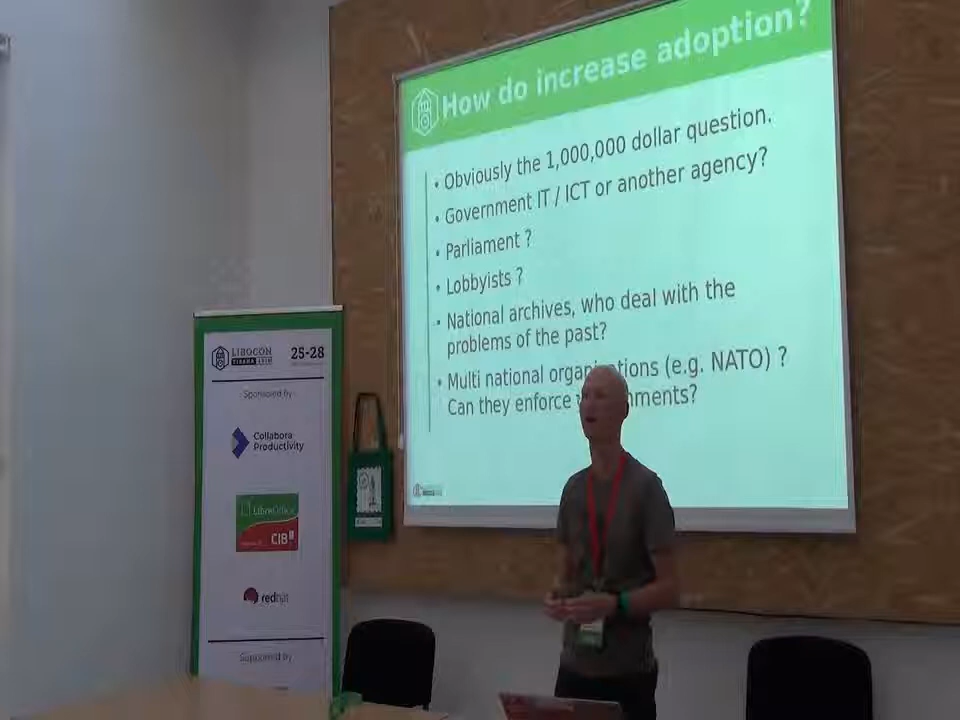 How do increase adoption?
• Obviously the 1,000,000 dollar question.
• Government IT / ICT or another agency?
• Parliament ?
• Lobbyists ?
• National archives, who deal with the
problems of the past?
• Multi national organisations (e.g. NATO) ?
Can they enforce
LIBOCON
25-28
Sponsored by
Collabora
Productivity
LibreOffice
CIB
redhat
Supported by